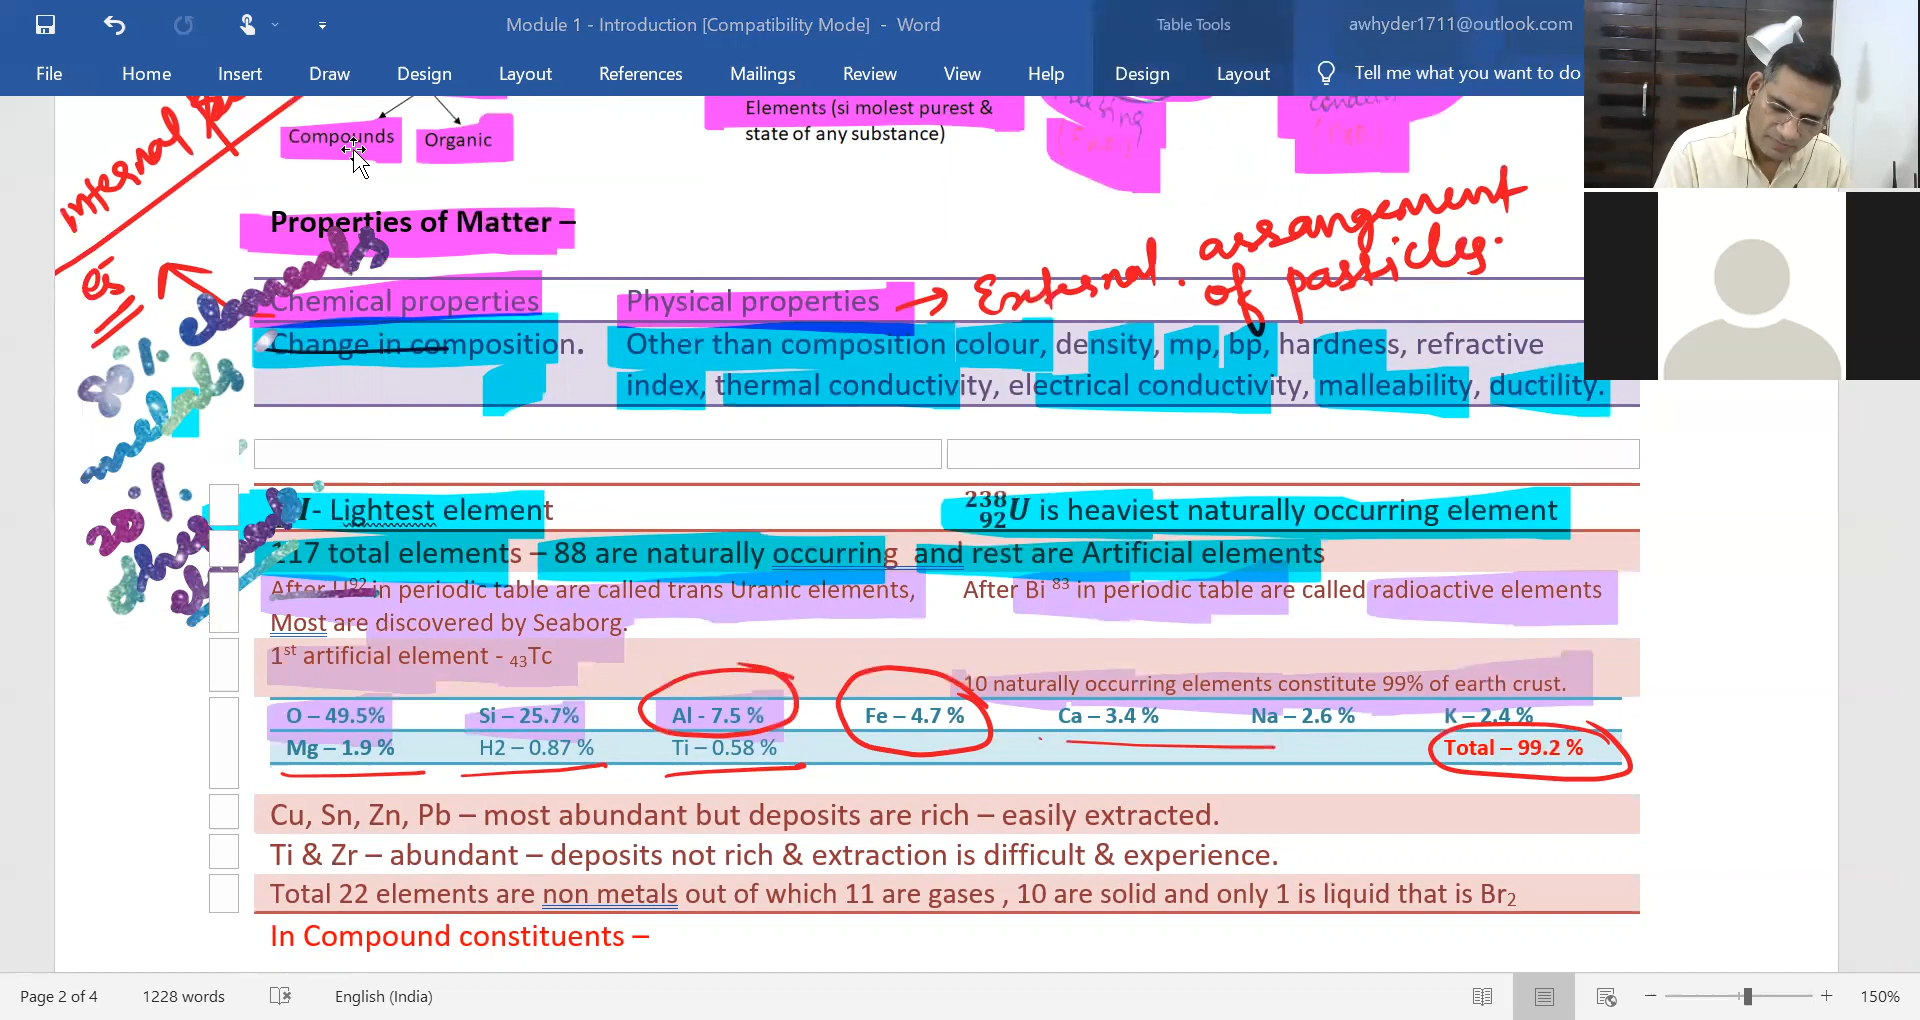 Module 1 - Introduction [Compatibility Mode] - Word
Table Tools
awhyder1711@outlook.com
File Home Insert Draw Design Layout References Mailings Review View Help Design Layout Tell me what you want to do
Internal
Compounds
Organic
Elements (si molest purest &
state of any substance)
Properties of Matter –
External arrangement
of particles.
Chemical properties
Physical properties
Change in composition.
Other than composition colour, density, mp, bp, hardness, refractive
index, thermal conductivity, electrical conductivity, malleability, ductility.
- Lightest element
238 92 U is heaviest naturally occurring element
117 total elements – 88 are naturally occurring and rest are Artificial elements
After U92 in periodic table are called trans Uranic elements,
Most are discovered by Seaborg.
After Bi 83 in periodic table are called radioactive elements
1st artificial element - 43Tc
10 naturally occurring elements constitute 99% of earth crust.
O – 49.5% Si – 25.7% Al - 7.5 % Fe – 4.7 % Ca – 3.4 % Na – 2.6 % K – 2.4 %
Mg – 1.9 % H2 – 0.87 % Ti – 0.58 % Total – 99.2 %
Cu, Sn, Zn, Pb – most abundant but deposits are rich – easily extracted.
Ti & Zr – abundant – deposits not rich & extraction is difficult & experience.
Total 22 elements are non metals out of which 11 are gases , 10 are solid and only 1 is liquid that is Br2
In Compound constituents –
Page 2 of 4 1228 words English (India) 150%